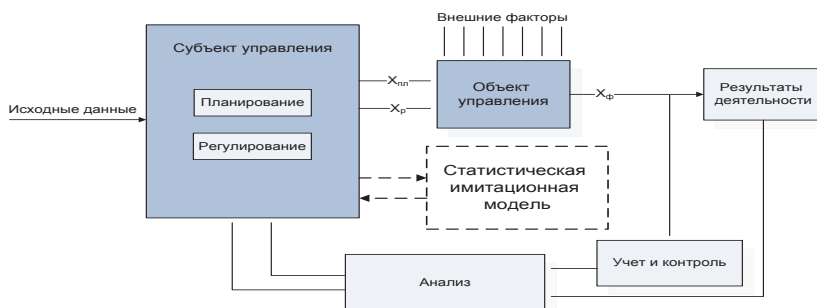 Внешние факторы
Субъект управления
Xпл
Объект
управления
Xф
Результаты
деятельности
Исходные данные
Планирование
Xр
Регулирование
Статистическая
имитационная
модель
Учет и контроль
Анализ